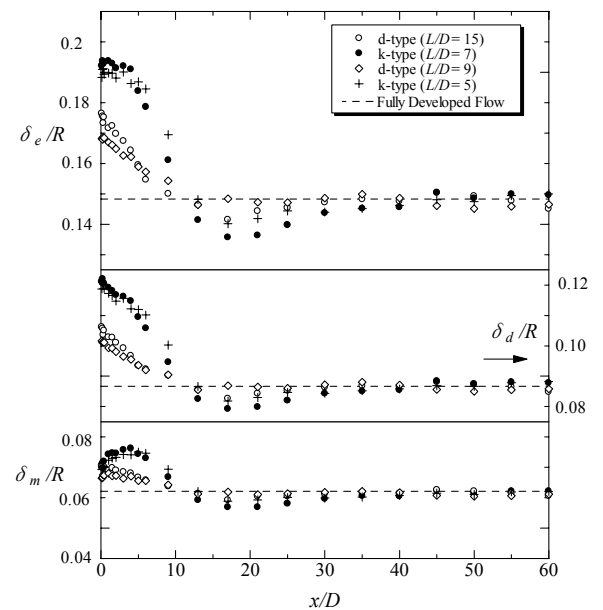 0.2
0.18
δe/R
0.16
0.14
d-type (L/D= 15)
k-type (L/D= 7)
d-type (L/D= 9)
k-type (L/D= 5)
Fully Developed Flow
0.12
δd/R
0.10
0.08
0.08
δm/R
0.06
0.04
0 10 20 30 40 50 60
x/D